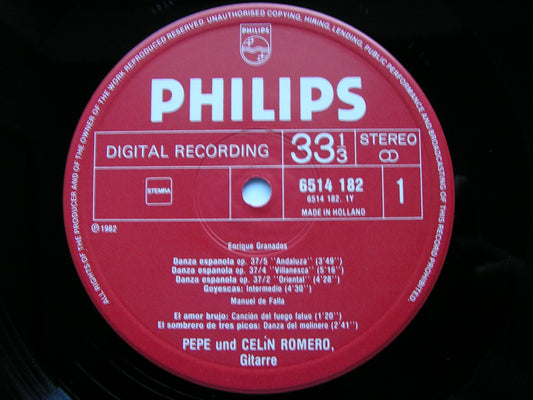 ALL RIGHTS OF THE PRODUCER AND OF THE OWNER OF THE WORK REPRODUCED RESERVED. UNAUTHORISED COPYING, HIRING, LENDING, PUBLIC PERFORMANCE AND BROADCASTING OF THIS RECORD PROHIBITED.
PHILIPS
PHILIPS
DIGITAL RECORDING
33 1/3
STEREO
STEMRA
6514 182
6514 182. 1Y
MADE IN HOLLAND
1
℗ 1982
Enrique Granados
Danza espanola op. 37/5 "Andaluza" (3'49")
Danza espanola op. 37/4 "Villanesca" (5'16")
Danza espanola op. 37/2 "Oriental" (4'28")
Goyescas: Intermedio (4'30")
Manuel de Falla
El amor brujo: Canción del fuego fatuo (1'20")
El sombrero de tres picos: Danza del molinero (2'41")
PEPE und CELÍN ROMERO,
Gitarre